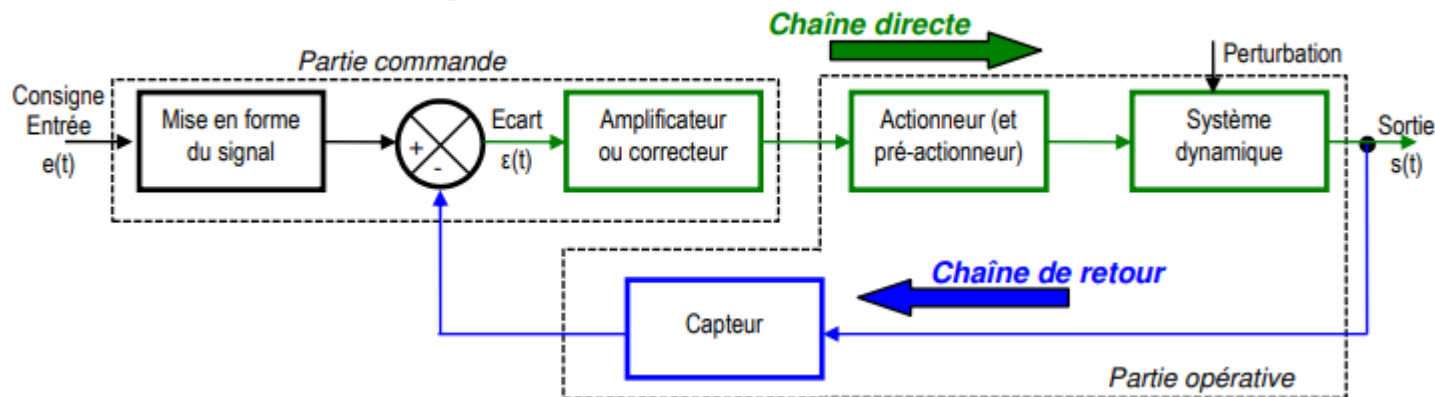 Chaîne directe
Partie commande
Perturbation
Consigne
Entrée
e(t)
Mise en forme
du signal
+
-
Ecart
ε(t)
Amplificateur
ou correcteur
Actionneur (et
pré-actionneur)
Système
dynamique
Sortie
s(t)
Chaîne de retour
Capteur
Partie opérative